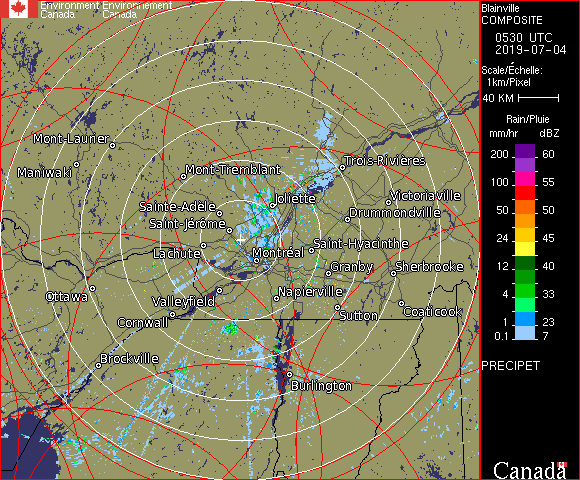 Environment Environnement
Canada Canada
Blainville
COMPOSITE
0530 UTC
2019-07-04
Scale/Échelle:
1km/Pixel
40 KM
Rain/Pluie
mm/hr dBZ
200 60
100 55
50 50
24 45
12 40
4 33
2 30
1 23
0.1 7
PRECIPET
Canada
Mont-Laurier
Maniwaki
Mont-Tremblant
Trois-Rivières
Joliette
Victoriaville
Sainte-Adèle
Drummondville
Saint-Jérôme
Saint-Hyacinthe
Lachute
Montréal
Granby
Sherbrooke
Ottawa
Valleyfield
Napierville
Cornwall
Sutton
Coaticook
Brockville
Burlington